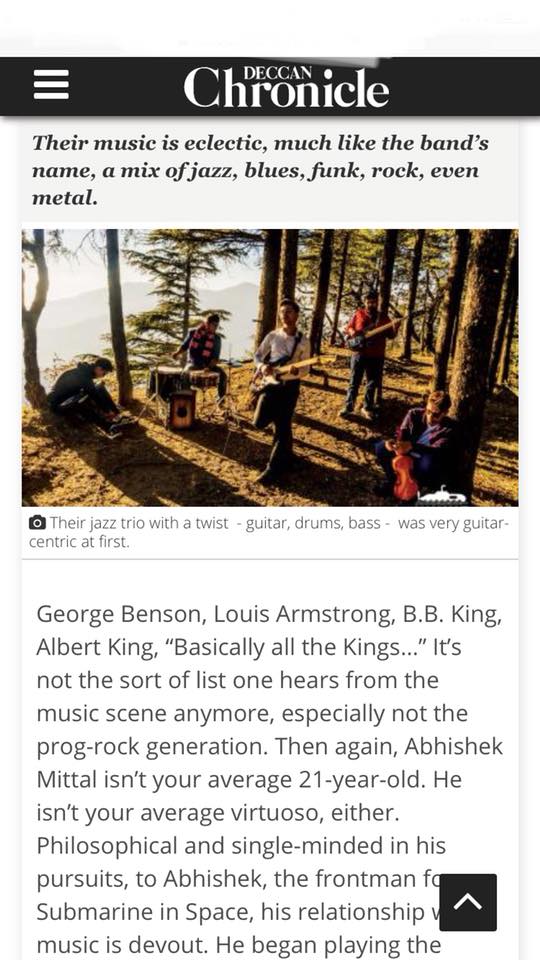 DECCAN
Chronicle
Their music is eclectic, much like the band's
name, a mix of jazz, blues, funk, rock, even
metal.
Their jazz trio with a twist - guitar, drums, bass - was very guitar-
centric at first.
George Benson, Louis Armstrong, B.B. King,
Albert King, “Basically all the Kings...” It's
not the sort of list one hears from the
music scene anymore, especially not the
prog-rock generation. Then again, Abhishek
Mittal isn't your average 21-year-old. He
isn't your average virtuoso, either.
Philosophical and single-minded in his
pursuits, to Abhishek, the frontman
Submarine in Space, his relationship
music is devout. He began playing the